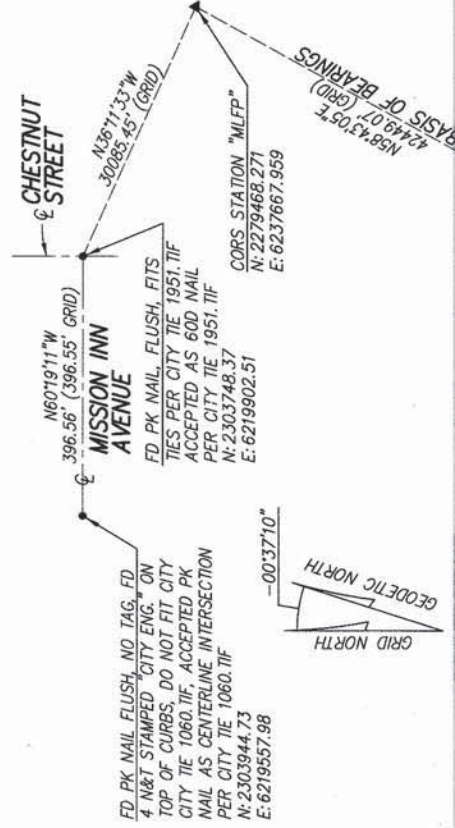 ℄ CHESTNUT
STREET
N60°19'11"W
396.56' (396.55' GRID)
℄ MISSION INN
AVENUE
N36°11'33"W
30085.45' (GRID)
FD PK NAIL, FLUSH, FITS
TIES PER CITY TIE 1951.TIF
ACCEPTED AS 60D NAIL
PER CITY TIE 1951.TIF
N: 2303748.37
E: 6219902.51
CORS STATION "MLFP"
N: 2279468.271
E: 6237667.959
N58°43'05"E
42449.07' (GRID)
BASIS OF BEARINGS
FD PK NAIL FLUSH, NO TAG, FD
4 N&T STAMPED "CITY ENG." ON
TOP OF CURBS, DO NOT FIT CITY
CITY TIE 1060.TIF, ACCEPTED PK
NAIL AS CENTERLINE INTERSECTION
PER CITY TIE 1060.TIF
N: 2303944.73
E: 6219557.98
-00°37'10"
GRID NORTH
GEODETIC NORTH